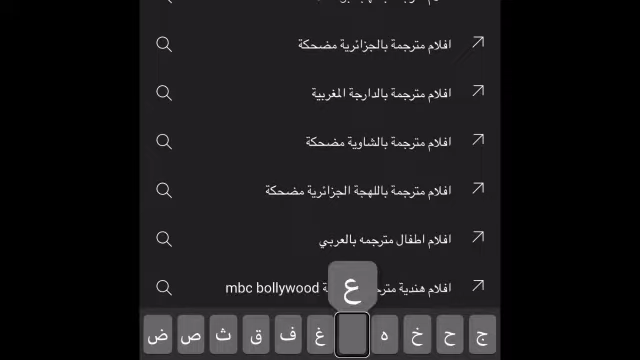 افلام مترجمة بالجزائرية مضحكة
افلام مترجمة بالدارجة المغربية
افلام مترجمة بالشاوية مضحكة
افلام مترجمة باللهجة الجزائرية مضحكة
افلام اطفال مترجمه بالعربي
افلام هندية mbc bollywood
ع
ج ح خ ه غ ف ق ث ص ض